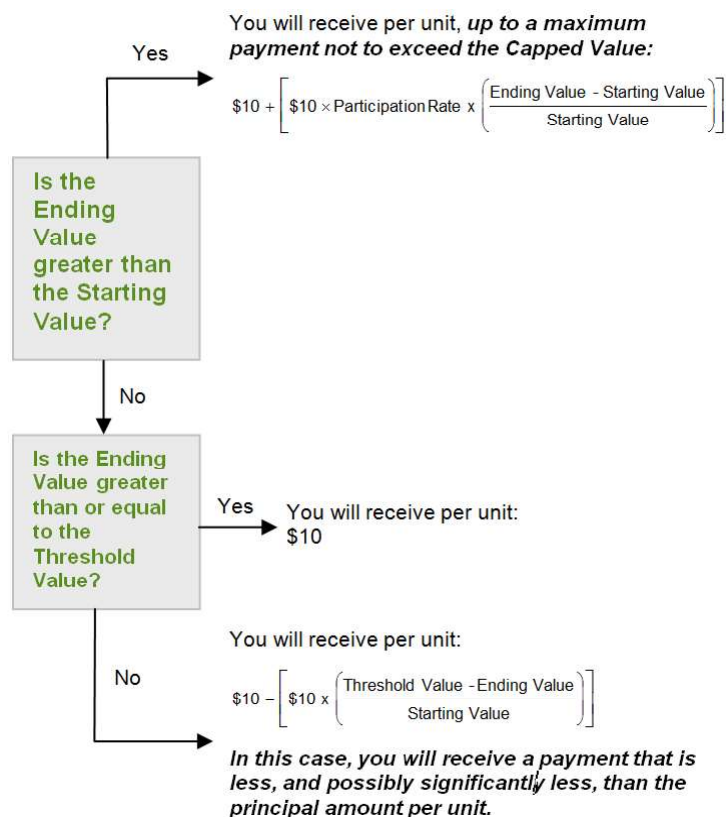 You will receive per unit, up to a maximum
payment not to exceed the Capped Value:
Yes
$10 + [ $10 × Participation Rate x ( Ending Value - Starting Value / Starting Value ) ]
Is the
Ending
Value
greater than
the Starting
Value?
No
Is the Ending
Value greater
than or equal
to the
Threshold
Value?
Yes
You will receive per unit:
$10
No
You will receive per unit:
$10 – [ $10 x ( Threshold Value - Ending Value / Starting Value ) ]
In this case, you will receive a payment that is
less, and possibly significantly less, than the
principal amount per unit.